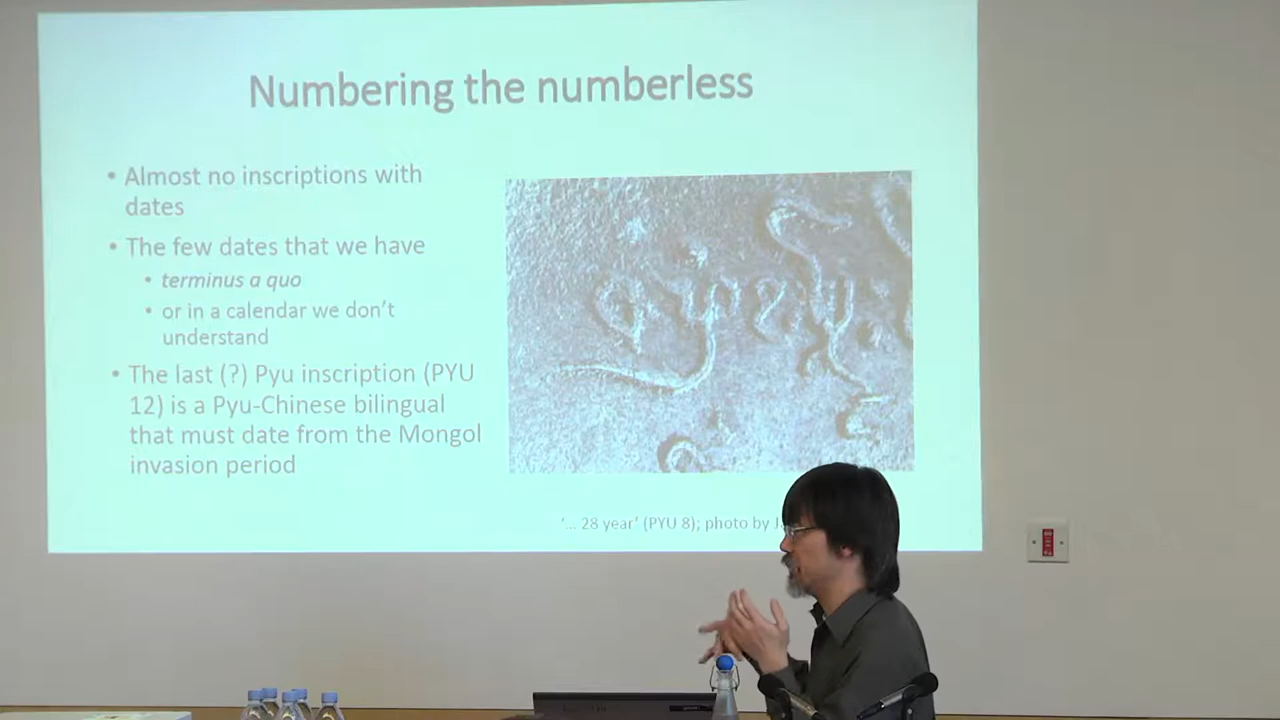 Numbering the numberless
• Almost no inscriptions with
dates
• The few dates that we have
• terminus a quo
• or in a calendar we don't
understand
• The last (?) Pyu inscription (PYU
12) is a Pyu-Chinese bilingual
that must date from the Mongol
invasion period
'... 28 year' (PYU 8); photo by